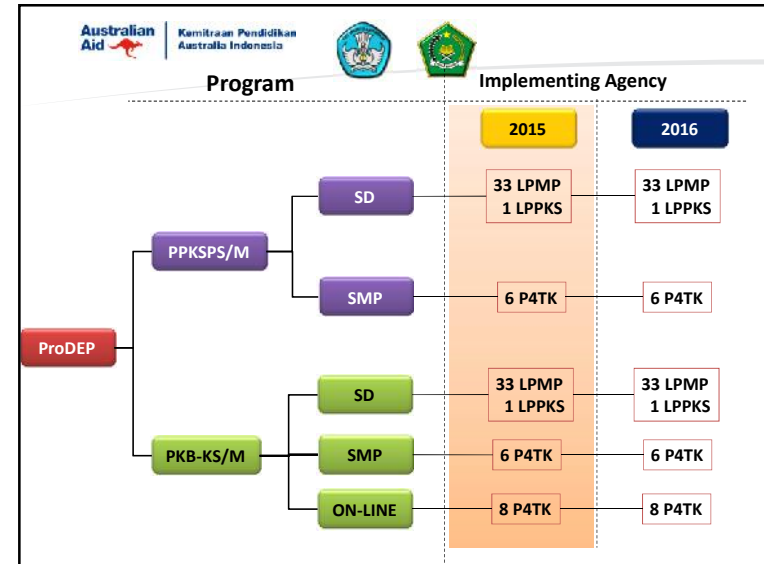 Australian
Aid
Kemitraan Pendidikan
Australia Indonesia
Program
Implementing Agency
2015
2016
SD
33 LPMP
1 LPPKS
33 LPMP
1 LPPKS
PPKSPS/M
SMP
6 P4TK
6 P4TK
ProDEP
SD
33 LPMP
1 LPPKS
33 LPMP
1 LPPKS
PKB-KS/M
SMP
6 P4TK
6 P4TK
ON-LINE
8 P4TK
8 P4TK